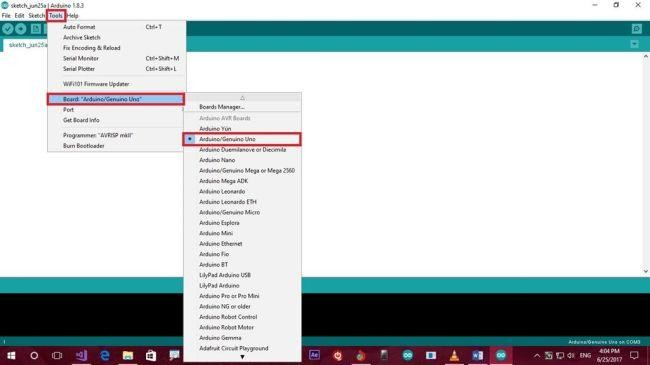 sketch_jun25a | Arduino 1.8.3
File Edit Sketch Tools Help
sketch_jun25a
Auto Format Ctrl+T
Archive Sketch
Fix Encoding & Reload
Serial Monitor Ctrl+Shift+M
Serial Plotter Ctrl+Shift+L
WiFi101 Firmware Updater
Board: "Arduino/Genuino Uno"
Port
Get Board Info
Programmer: "AVRISP mkII"
Burn Bootloader
Boards Manager...
Arduino AVR Boards
Arduino Yún
Arduino/Genuino Uno
Arduino Duemilanove or Diecimila
Arduino Nano
Arduino/Genuino Mega or Mega 2560
Arduino Mega ADK
Arduino Leonardo
Arduino Leonardo ETH
Arduino/Genuino Micro
Arduino Esplora
Arduino Mini
Arduino Ethernet
Arduino Fio
Arduino BT
LilyPad Arduino USB
LilyPad Arduino
Arduino Pro or Pro Mini
Arduino NG or older
Arduino Robot Control
Arduino Robot Motor
Arduino Gemma
Adafruit Circuit Playground
1
Arduino/Genuino Uno on COM3
Ae
ENG
4:04 PM
6/25/2017